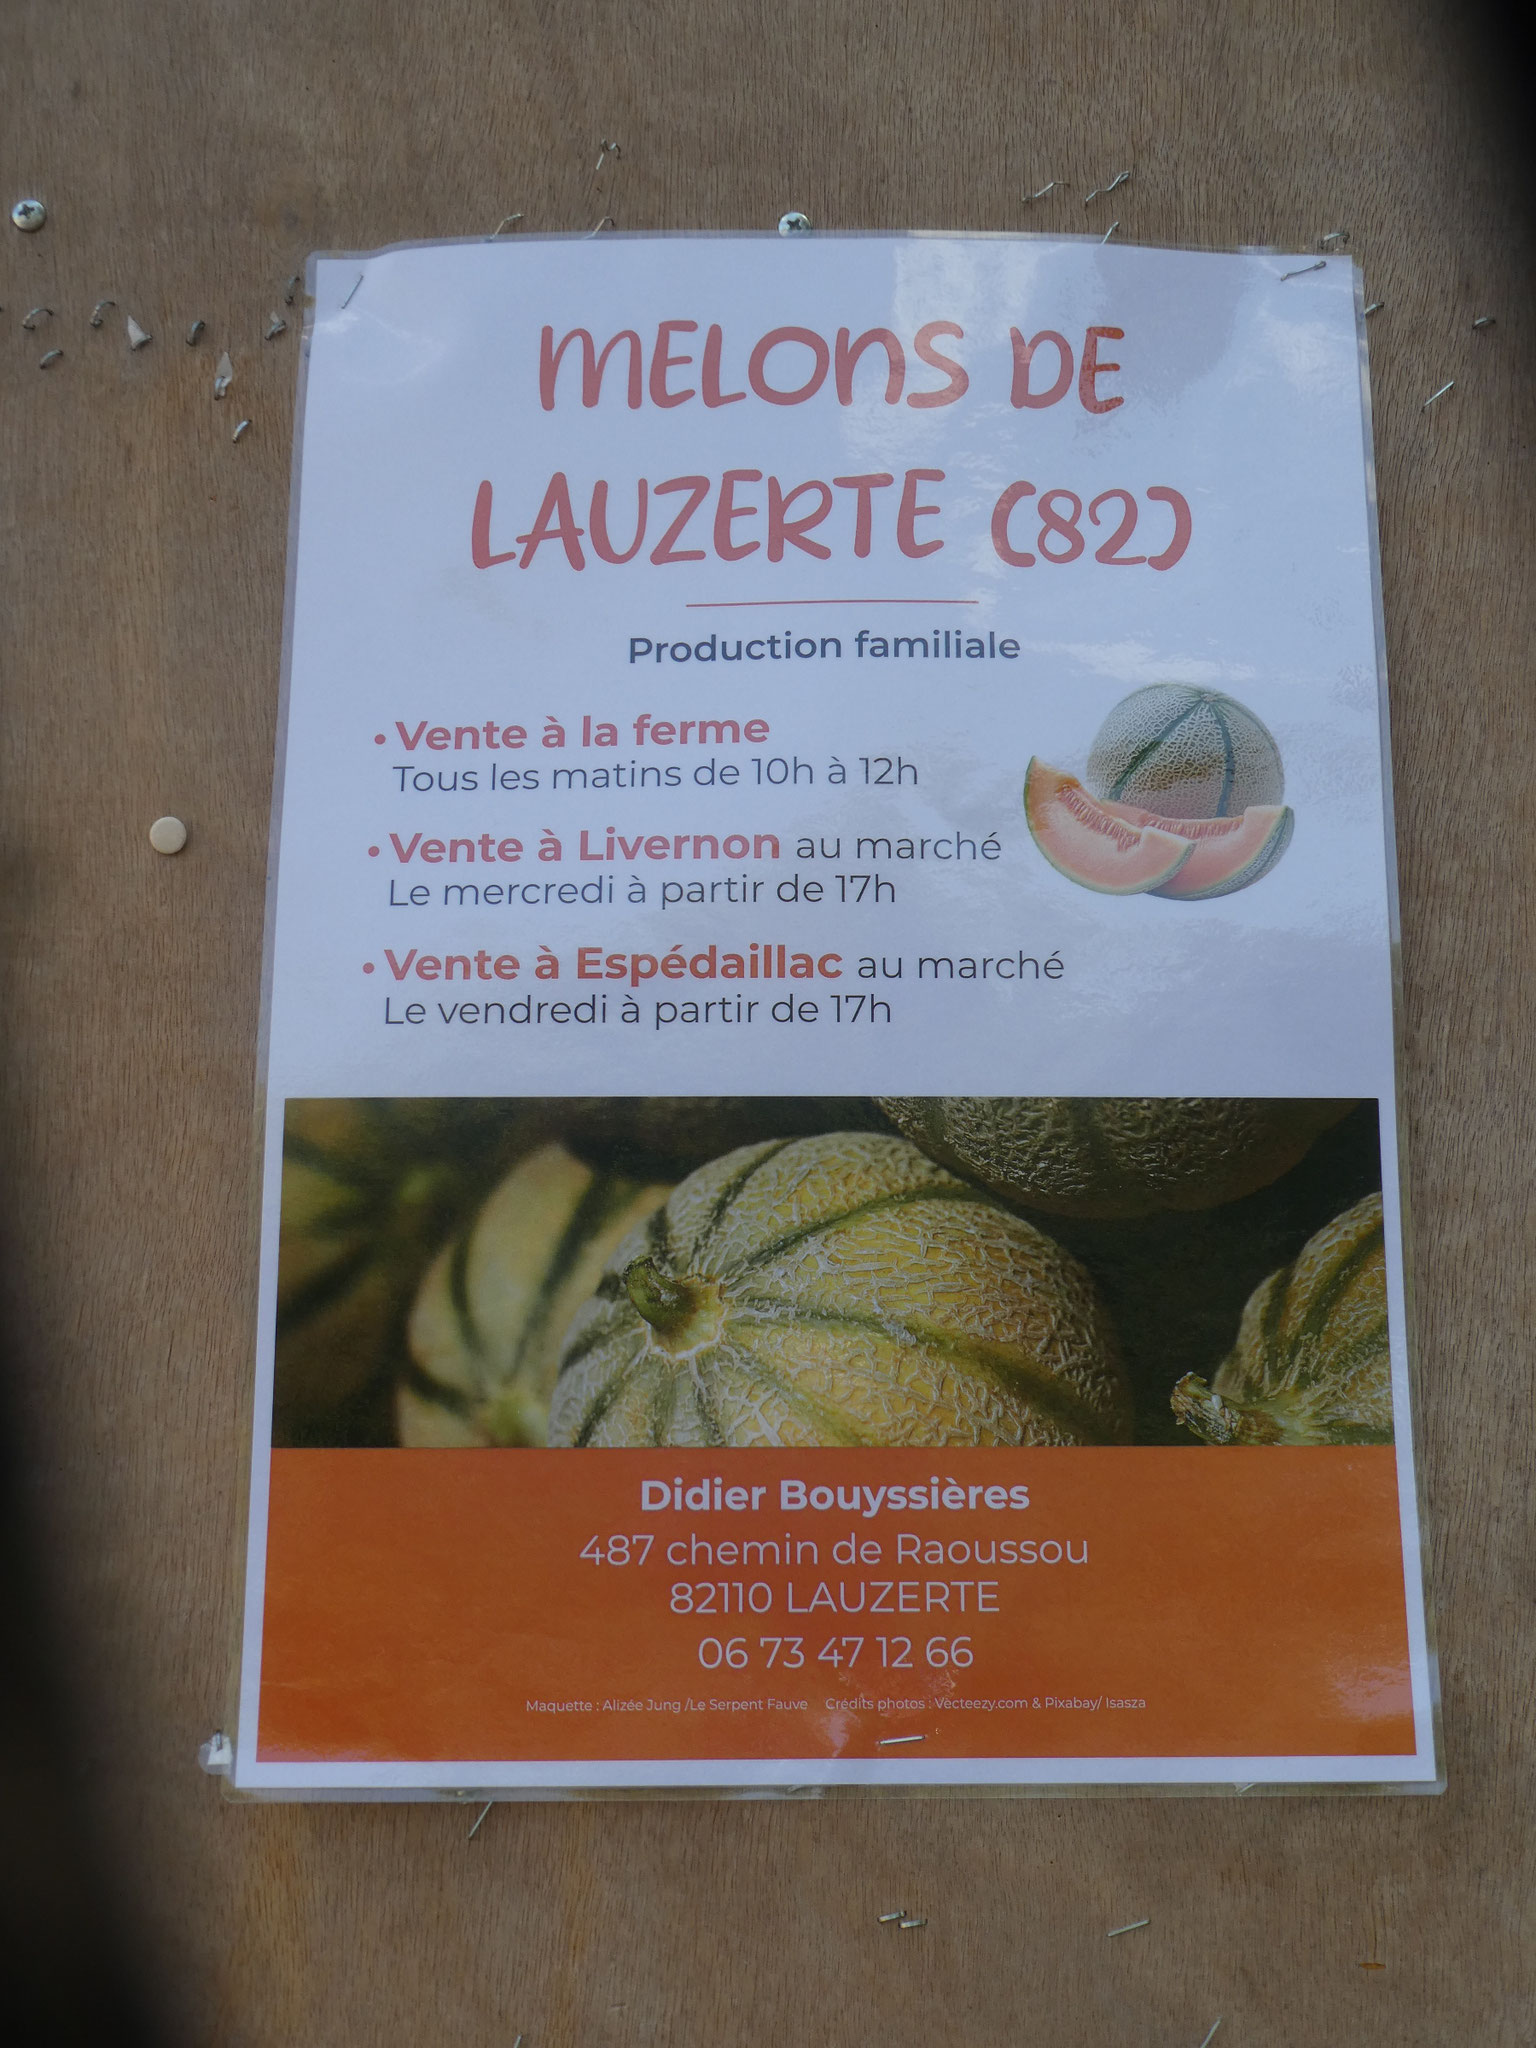 MELONS DE
LAUZERTE (82)
Production familiale
• Vente à la ferme
Tous les matins de 10h à 12h
• Vente à Livernon au marché
Le mercredi à partir de 17h
• Vente à Espédaillac au marché
Le vendredi à partir de 17h
Didier Bouyssières
487 chemin de Raoussou
82110 LAUZERTE
06 73 47 12 66
Maquette : Alizée Jung /Le Serpent Fauve Crédits photos : Vecteezy.com & Pixabay/ Isasza